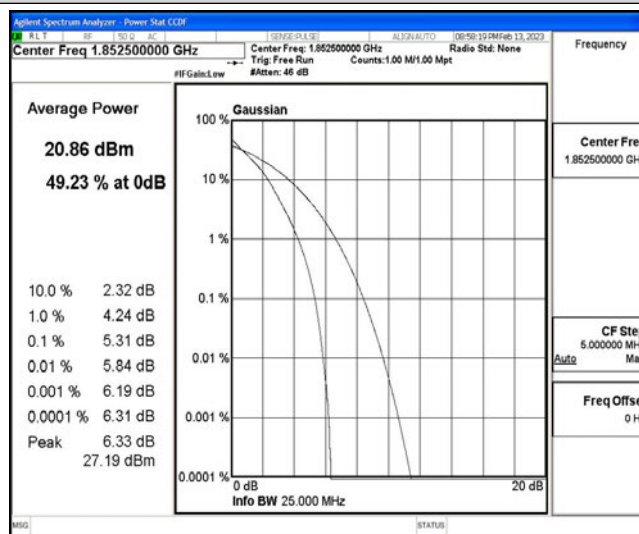 Agilent Spectrum Analyzer - Power Stat CCDF
R L T RF 50 Ω AC SENSE:PULSE ALIGN AUTO 08:58:19 PM Feb 13, 2023
Center Freq 1.852500000 GHz
Center Freq: 1.852500000 GHz Radio Std: None
Trig: Free Run Counts:1.00 M/1.00 Mpt
#IFGain:Low #Atten: 46 dB
Frequency
Average Power
20.86 dBm
49.23 % at 0dB
10.0 % 2.32 dB
1.0 % 4.24 dB
0.1 % 5.31 dB
0.01 % 5.84 dB
0.001 % 6.19 dB
0.0001 % 6.31 dB
Peak 6.33 dB
27.19 dBm
Gaussian
100 %
10 %
1 %
0.1 %
0.01 %
0.001 %
0.0001 %
0 dB 20 dB
Info BW 25.000 MHz
Center Fre
1.852500000 GH
CF Ste
5.000000 MH
Auto Ma
Freq Offse
0 H
MSG STATUS